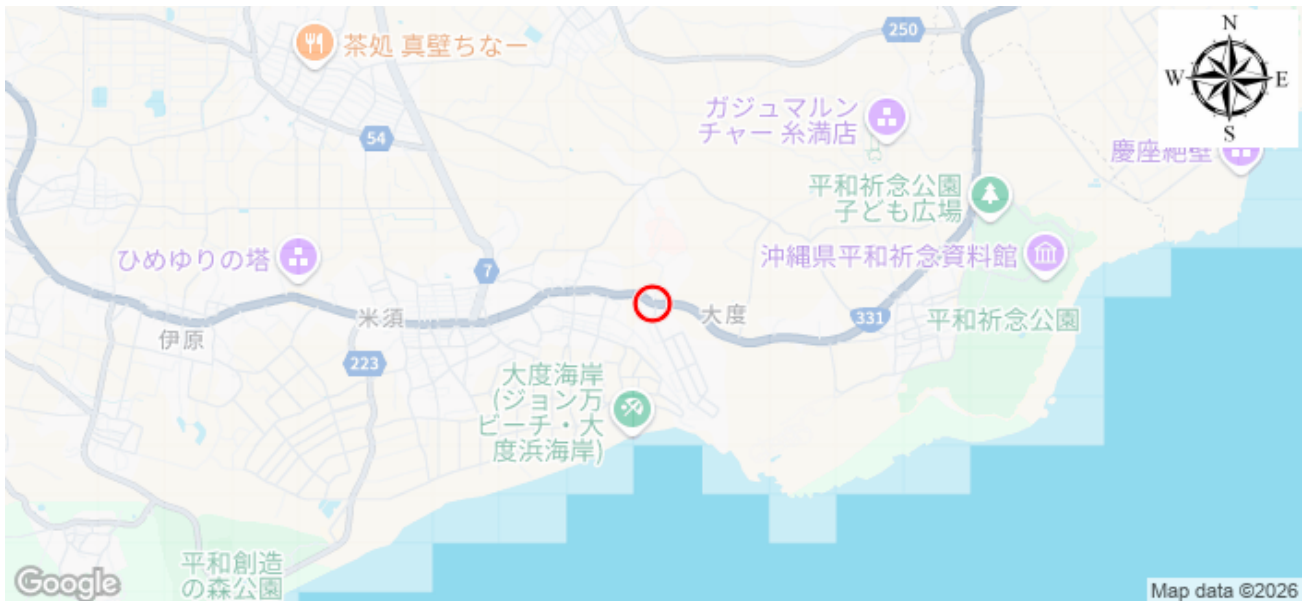 N
W
E
S
250
茶処 真壁ちなー
ガジュマルン
チャー 糸満店
54
慶座絶壁
平和祈念公園
子ども広場
ひめゆりの塔
沖縄県平和祈念資料館
7
米須
大度
331
平和祈念公園
伊原
223
大度海岸
(ジョン万
ビーチ・大
度浜海岸)
平和創造
の森公園
Google
Map data ©2026